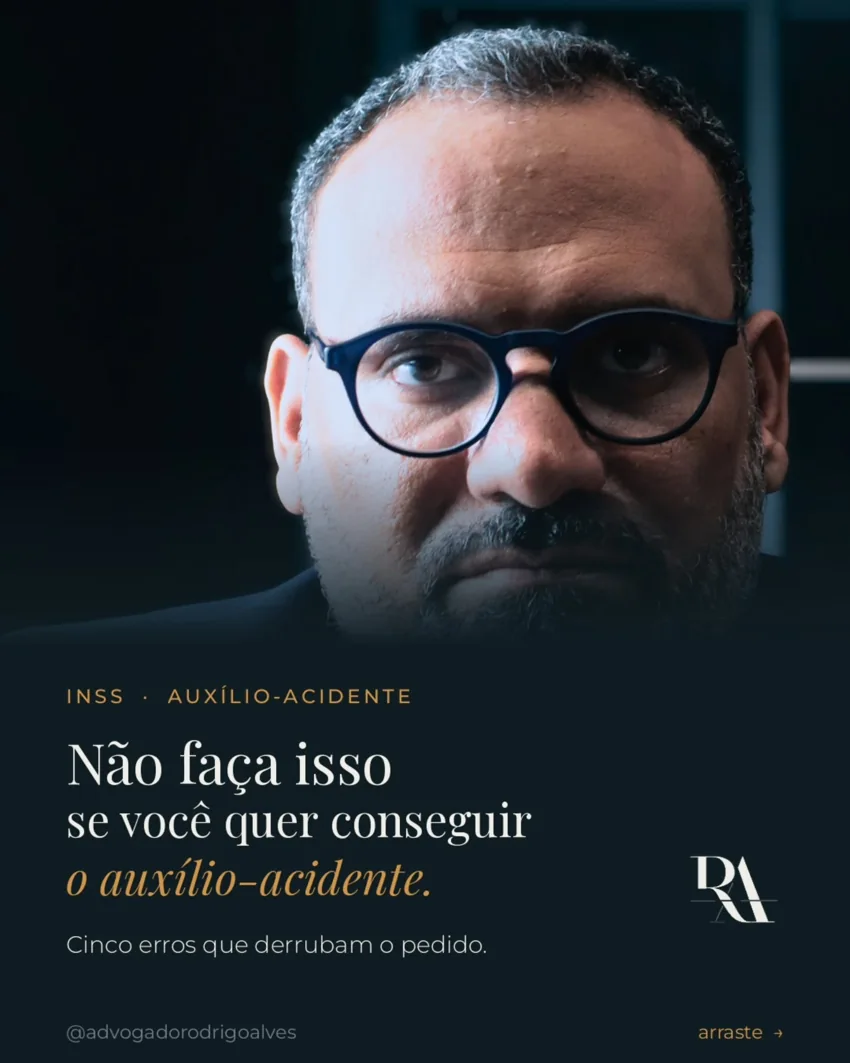 INSS · AUXÍLIO-ACIDENTE
Não faça isso
se você quer conseguir
o auxílio-acidente.
RA
Cinco erros que derrubam o pedido.
@advogadorodrigoalves
arraste →